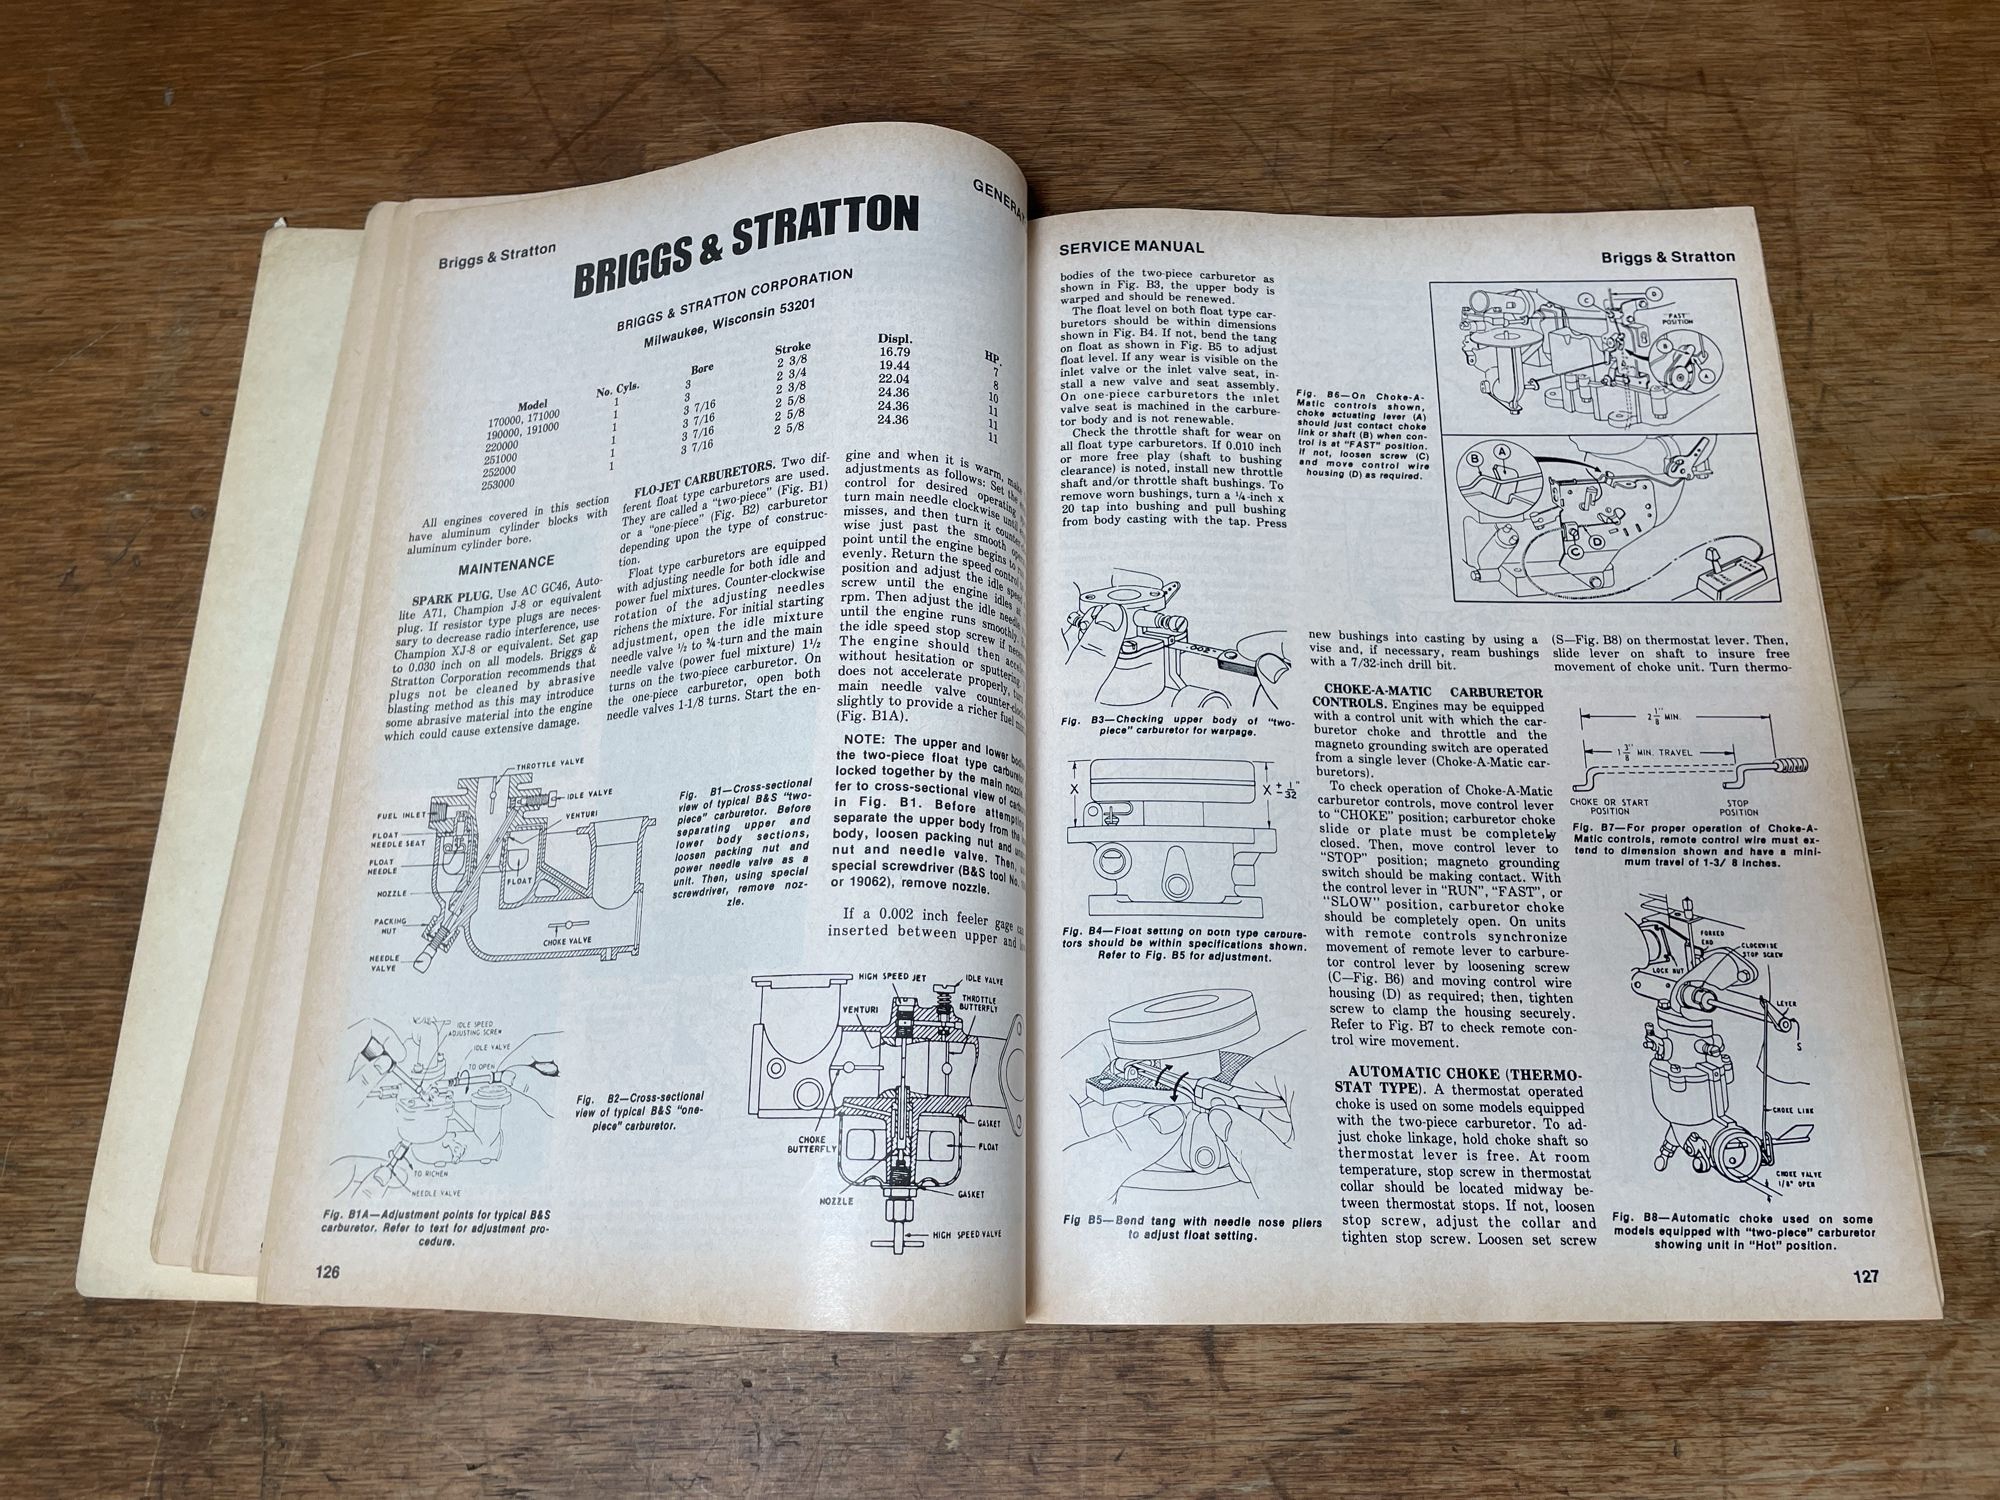 Briggs & Stratton
GENERA
BRIGGS & STRATTON
BRIGGS & STRATTON CORPORATION
Milwaukee, Wisconsin 53201
Model No. Cyls. Bore Stroke Displ. HP.
170000, 171000 1 3 2 3/8 16.79 7
190000, 191000 1 3 2 3/4 19.44 8
220000 1 3 7/16 2 3/8 22.04 10
251000 1 3 7/16 2 5/8 24.36 11
252000 1 3 7/16 2 5/8 24.36 11
253000 1 3 7/16 2 5/8 24.36 11
All engines covered in this section
have aluminum cylinder blocks with
aluminum cylinder bore.
MAINTENANCE
SPARK PLUG. Use AC GC46, Auto-
lite A71, Champion J-8 or equivalent
plug. If resistor type plugs are neces-
sary to decrease radio interference, use
Champion XJ-8 or equivalent. Set gap
to 0.030 inch on all models. Briggs &
Stratton Corporation recommends that
plugs not be cleaned by abrasive
blasting method as this may introduce
some abrasive material into the engine
which could cause extensive damage.
FLO-JET CARBURETORS. Two dif-
ferent float type carburetors are used.
They are called a "two-piece" (Fig. B1)
or a "one-piece" (Fig. B2) carburetor
depending upon the type of construc-
tion.
Float type carburetors are equipped
with adjusting needle for both idle and
power fuel mixtures. Counter-clockwise
rotation of the adjusting needles
richens the mixture. For initial starting
adjustment, open the idle mixture
needle valve ½ to ¾-turn and the main
needle valve (power fuel mixture) 1½
turns on the two-piece carburetor. On
the one-piece carburetor, open both
needle valves 1-1/8 turns. Start the en-
gine and when it is warm, make
adjustments as follows: Set the
control for desired operating
turn main needle clockwise until
misses, and then turn it counter-
wise just past the smooth
point until the engine begins to
evenly. Return the speed control
position and adjust the idle speed
screw until the engine idles at
rpm. Then adjust the idle needle
until the engine runs smoothly.
the idle speed stop screw if
The engine should then
without hesitation or sputtering.
does not accelerate properly, turn
main needle valve counter-
slightly to provide a richer fuel
(Fig. B1A).
NOTE: The upper and lower
the two-piece float type
locked together by the main nozzle.
fer to cross-sectional view of
in Fig. B1. Before
separate the upper body from the
body, loosen packing nut and
nut and needle valve. Then,
special screwdriver (B&S tool No.
or 19062), remove nozzle.
If a 0.002 inch feeler gage
inserted between upper and
THROTTLE VALVE
IDLE VALVE
FUEL INLET
VENTURI
FLOAT
NEEDLE SEAT
FLOAT
NEEDLE
FLOAT
NOZZLE
PACKING
NUT
CHOKE VALVE
NEEDLE
VALVE
Fig. B1—Cross-sectional
view of typical B&S "two-
piece" carburetor. Before
separating upper and
lower body sections,
loosen packing nut and
power needle valve as a
unit. Then, using special
screwdriver, remove noz-
zle.
IDLE SPEED
ADJUSTING SCREW
IDLE VALVE
TO OPEN
TO RICHEN
NEEDLE VALVE
Fig. B1A—Adjustment points for typical B&S
carburetor. Refer to text for adjustment pro-
cedure.
Fig. B2—Cross-sectional
view of typical B&S "one-
piece" carburetor.
HIGH SPEED JET
IDLE VALVE
VENTURI
THROTTLE
BUTTERFLY
CHOKE
BUTTERFLY
GASKET
FLOAT
NOZZLE
GASKET
HIGH SPEED VALVE
126
SERVICE MANUAL
Briggs & Stratton
bodies of the two-piece carburetor as
shown in Fig. B3, the upper body is
warped and should be renewed.
The float level on both float type car-
buretors should be within dimensions
shown in Fig. B4. If not, bend the tang
on float as shown in Fig. B5 to adjust
float level. If any wear is visible on the
inlet valve or the inlet valve seat, in-
stall a new valve and seat assembly.
On one-piece carburetors the inlet
valve seat is machined in the carbure-
tor body and is not renewable.
Check the throttle shaft for wear on
all float type carburetors. If 0.010 inch
or more free play (shaft to bushing
clearance) is noted, install new throttle
shaft and/or throttle shaft bushings. To
remove worn bushings, turn a ¼-inch x
20 tap into bushing and pull bushing
from body casting with the tap. Press
Fig. B3—Checking upper body of "two-
piece" carburetor for warpage.
X
X ± 1/32"
Fig. B4—Float setting on both type carbure-
tors should be within specifications shown.
Refer to Fig. B5 for adjustment.
Fig B5—Bend tang with needle nose pliers
to adjust float setting.
Fig. B6—On Choke-A-
Matic controls shown,
choke actuating lever (A)
should just contact choke
link or shaft (B) when con-
trol is at "FAST" position.
If not, loosen screw (C)
and move control wire
housing (D) as required.
C
D
"FAST"
POSITION
B
A
B
A
C
D
new bushings into casting by using a
vise and, if necessary, ream bushings
with a 7/32-inch drill bit.
CHOKE-A-MATIC CARBURETOR
CONTROLS. Engines may be equipped
with a control unit with which the car-
buretor choke and throttle and the
magneto grounding switch are operated
from a single lever (Choke-A-Matic car-
buretors).
To check operation of Choke-A-Matic
carburetor controls, move control lever
to "CHOKE" position; carburetor choke
slide or plate must be completely
closed. Then, move control lever to
"STOP" position; magneto grounding
switch should be making contact. With
the control lever in "RUN", "FAST", or
"SLOW" position, carburetor choke
should be completely open. On units
with remote controls synchronize
movement of remote lever to carbure-
tor control lever by loosening screw
(C—Fig. B6) and moving control wire
housing (D) as required; then, tighten
screw to clamp the housing securely.
Refer to Fig. B7 to check remote con-
trol wire movement.
AUTOMATIC CHOKE (THERMO-
STAT TYPE). A thermostat operated
choke is used on some models equipped
with the two-piece carburetor. To ad-
just choke linkage, hold choke shaft so
thermostat lever is free. At room
temperature, stop screw in thermostat
collar should be located midway be-
tween thermostat stops. If not, loosen
stop screw, adjust the collar and
tighten stop screw. Loosen set screw
(S—Fig. B8) on thermostat lever. Then,
slide lever on shaft to insure free
movement of choke unit. Turn thermo-
2 1/8" MIN.
1 3/8" MIN. TRAVEL
CHOKE OR START
POSITION
STOP
POSITION
Fig. B7—For proper operation of Choke-A-
Matic controls, remote control wire must ex-
tend to dimension shown and have a mini-
mum travel of 1-3/ 8 inches.
FORKED
END
CLOCKWISE
STOP SCREW
LOCK NUT
LEVER
S
CHOKE LINK
CHOKE VALVE
1/8" OPEN
Fig. B8—Automatic choke used on some
models equipped with "two-piece" carburetor
showing unit in "Hot" position.
127